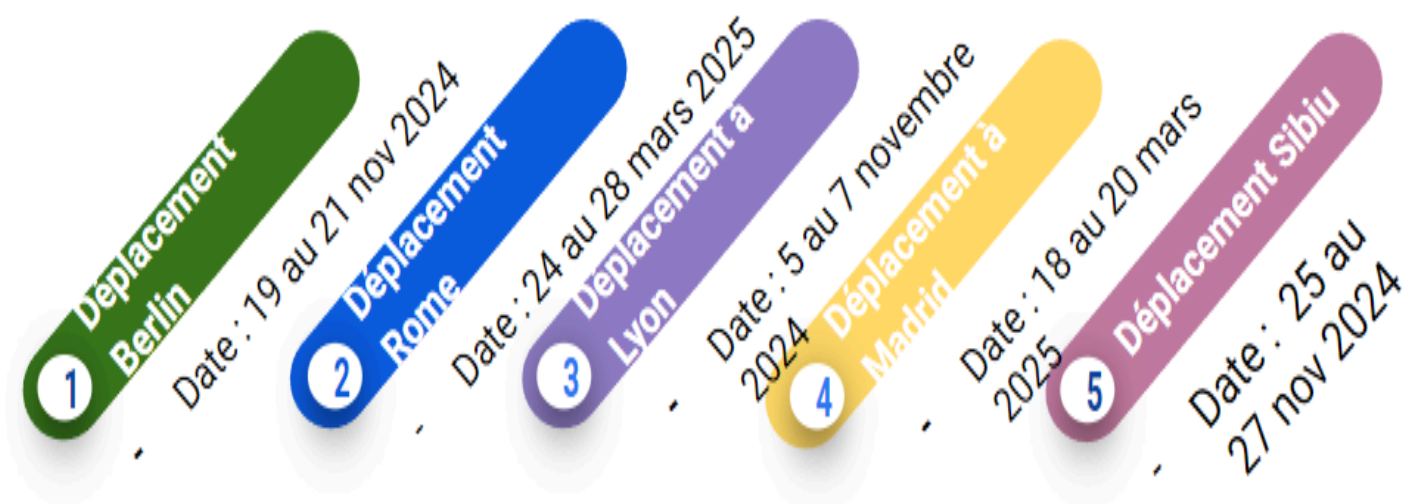 1
Déplacement
Berlin
- Date : 19 au 21 nov 2024
2
Déplacement
Rome
- Date : 24 au 28 mars 2025
3
Déplacement à
Lyon
- Date : 5 au 7 novembre
2024
4
Déplacement à
Madrid
- Date : 18 au 20 mars
2025
5
Déplacement Sibiu
- Date : 25 au
27 nov 2024